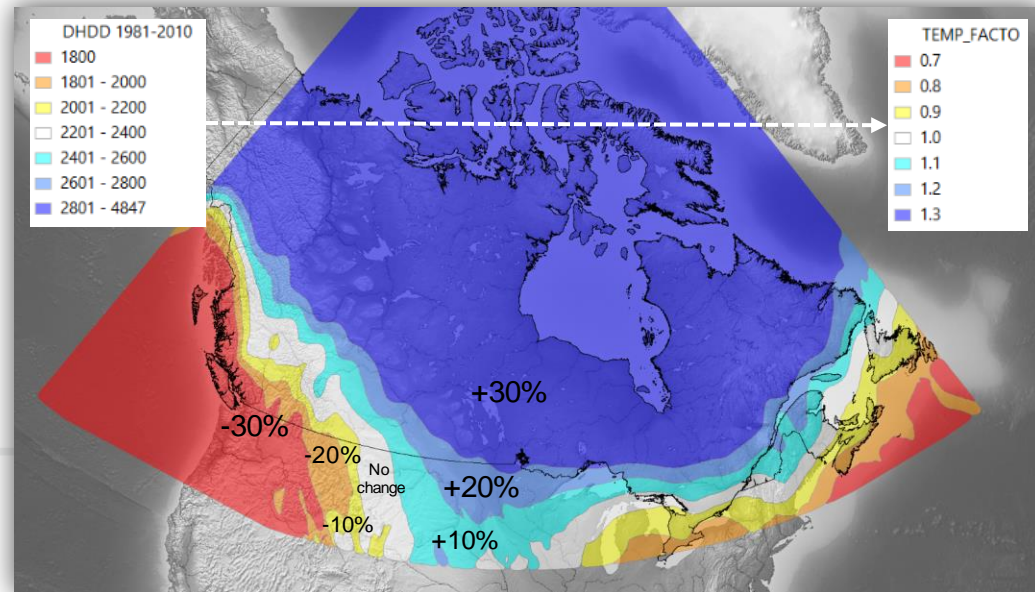 DHDD 1981-2010
1800
1801 - 2000
2001 - 2200
2201 - 2400
2401 - 2600
2601 - 2800
2801 - 4847
TEMP_FACTO
0.7
0.8
0.9
1.0
1.1
1.2
1.3
+30%
-30%
-20%
No
change
+20%
-10%
+10%